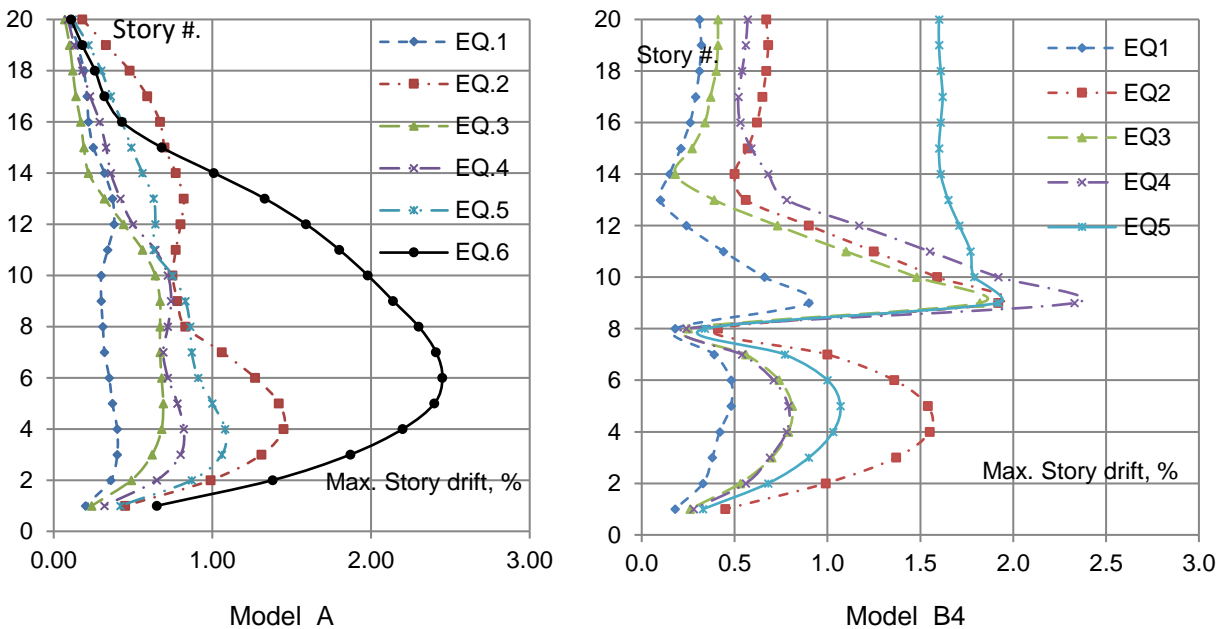 20
18
16
14
12
10
8
6
4
2
0
Story #.
EQ.1
EQ.2
EQ.3
EQ.4
EQ.5
EQ.6
Max. Story drift, %
0.00 1.00 2.00 3.00
Model A
20
18
16
14
12
10
8
6
4
2
0
Story #.
EQ1
EQ2
EQ3
EQ4
EQ5
Max. Story drift, %
0.0 0.5 1.0 1.5 2.0 2.5 3.0
Model B4